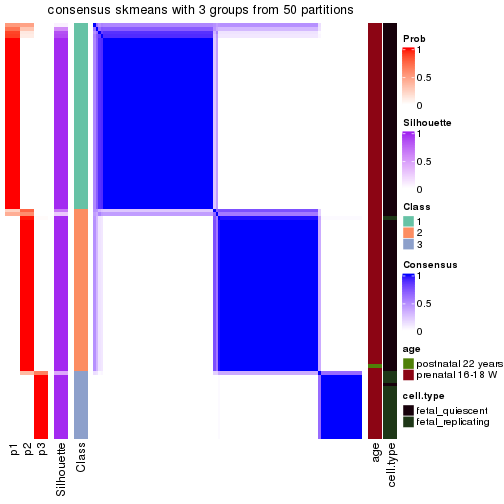 consensus skmeans with 3 groups from 50 partitions
Prob
1
0.5
0
Silhouette
1
0.5
0
Class
1
2
3
Consensus
1
0.5
0
age
postnatal 22 years
prenatal 16-18 W
cell.type
fetal_quiescent
fetal_replicating
p1
p2
p3
Silhouette
Class
age
cell.type